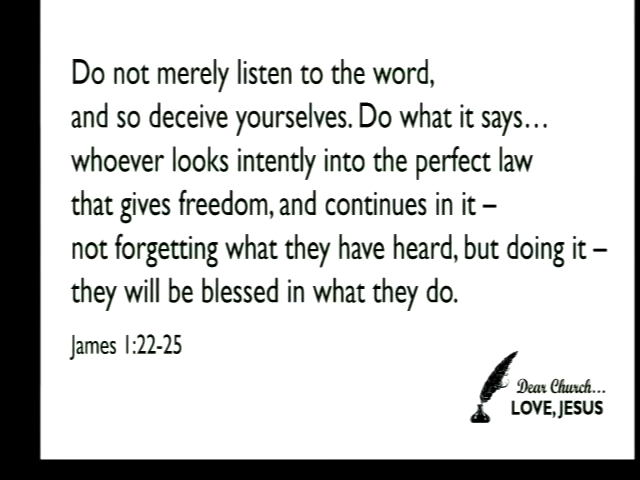 Do not merely listen to the word,
and so deceive yourselves. Do what it says…
whoever looks intently into the perfect law
that gives freedom, and continues in it –
not forgetting what they have heard, but doing it –
they will be blessed in what they do.
James 1:22-25
Dear Church...
LOVE, JESUS